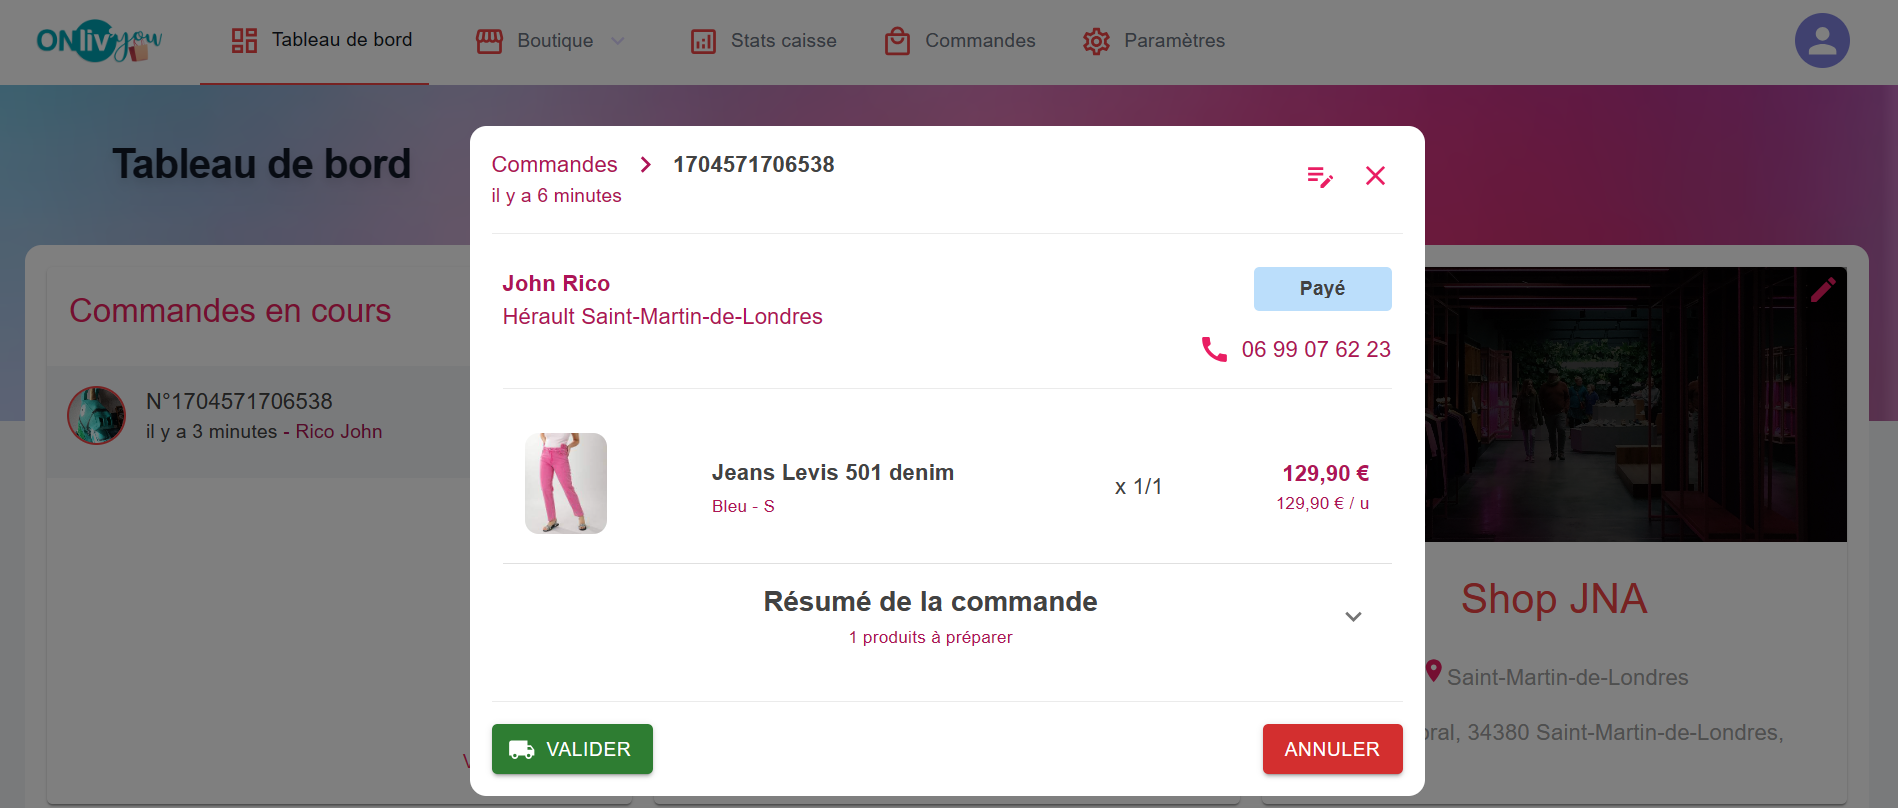 ONlivyou
Tableau de bord
Boutique
Stats caisse
Commandes
Paramètres
Tableau de bord
Commandes en cours
N°1704571706538
il y a 3 minutes - Rico John
Commandes > 1704571706538
il y a 6 minutes
John Rico
Hérault Saint-Martin-de-Londres
Payé
06 99 07 62 23
Jeans Levis 501 denim
Bleu - S
x 1/1
129,90 €
129,90 € / u
Résumé de la commande
1 produits à préparer
VALIDER
ANNULER
Shop JNA
Saint-Martin-de-Londres
34380 Saint-Martin-de-Londres,